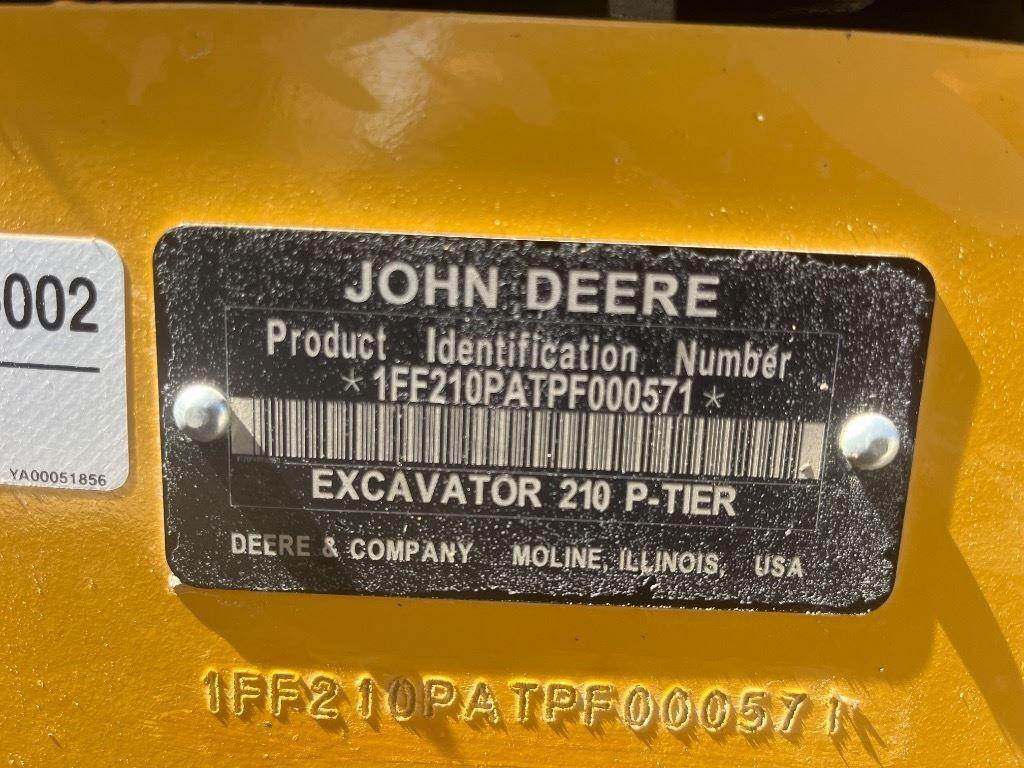 002
YA00051856
JOHN DEERE
Product Identification Number
*1FF210PATPF000571*
EXCAVATOR 210 P-TIER
DEERE & COMPANY MOLINE, ILLINOIS, USA
1FF210PATPF000571